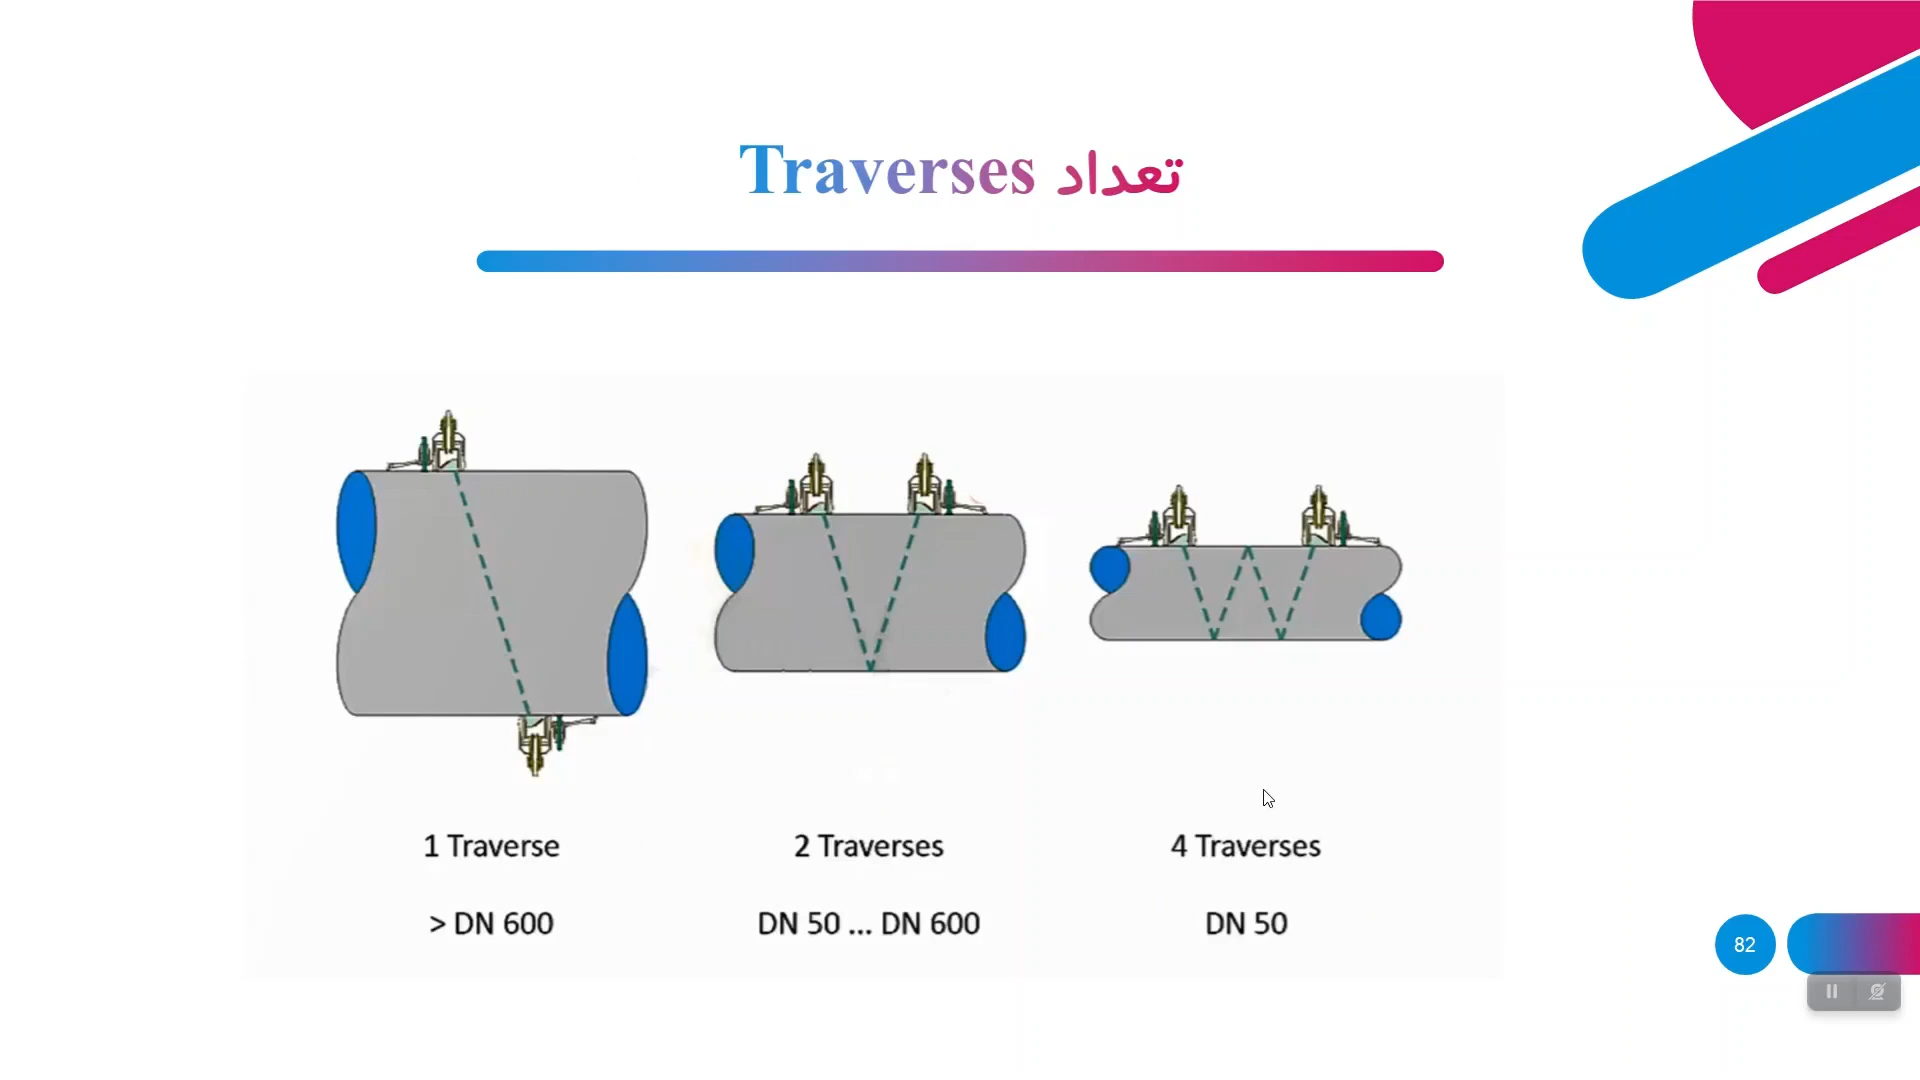 تعداد Traverses
1 Traverse
2 Traverses
4 Traverses
> DN 600
DN 50 ... DN 600
DN 50
82